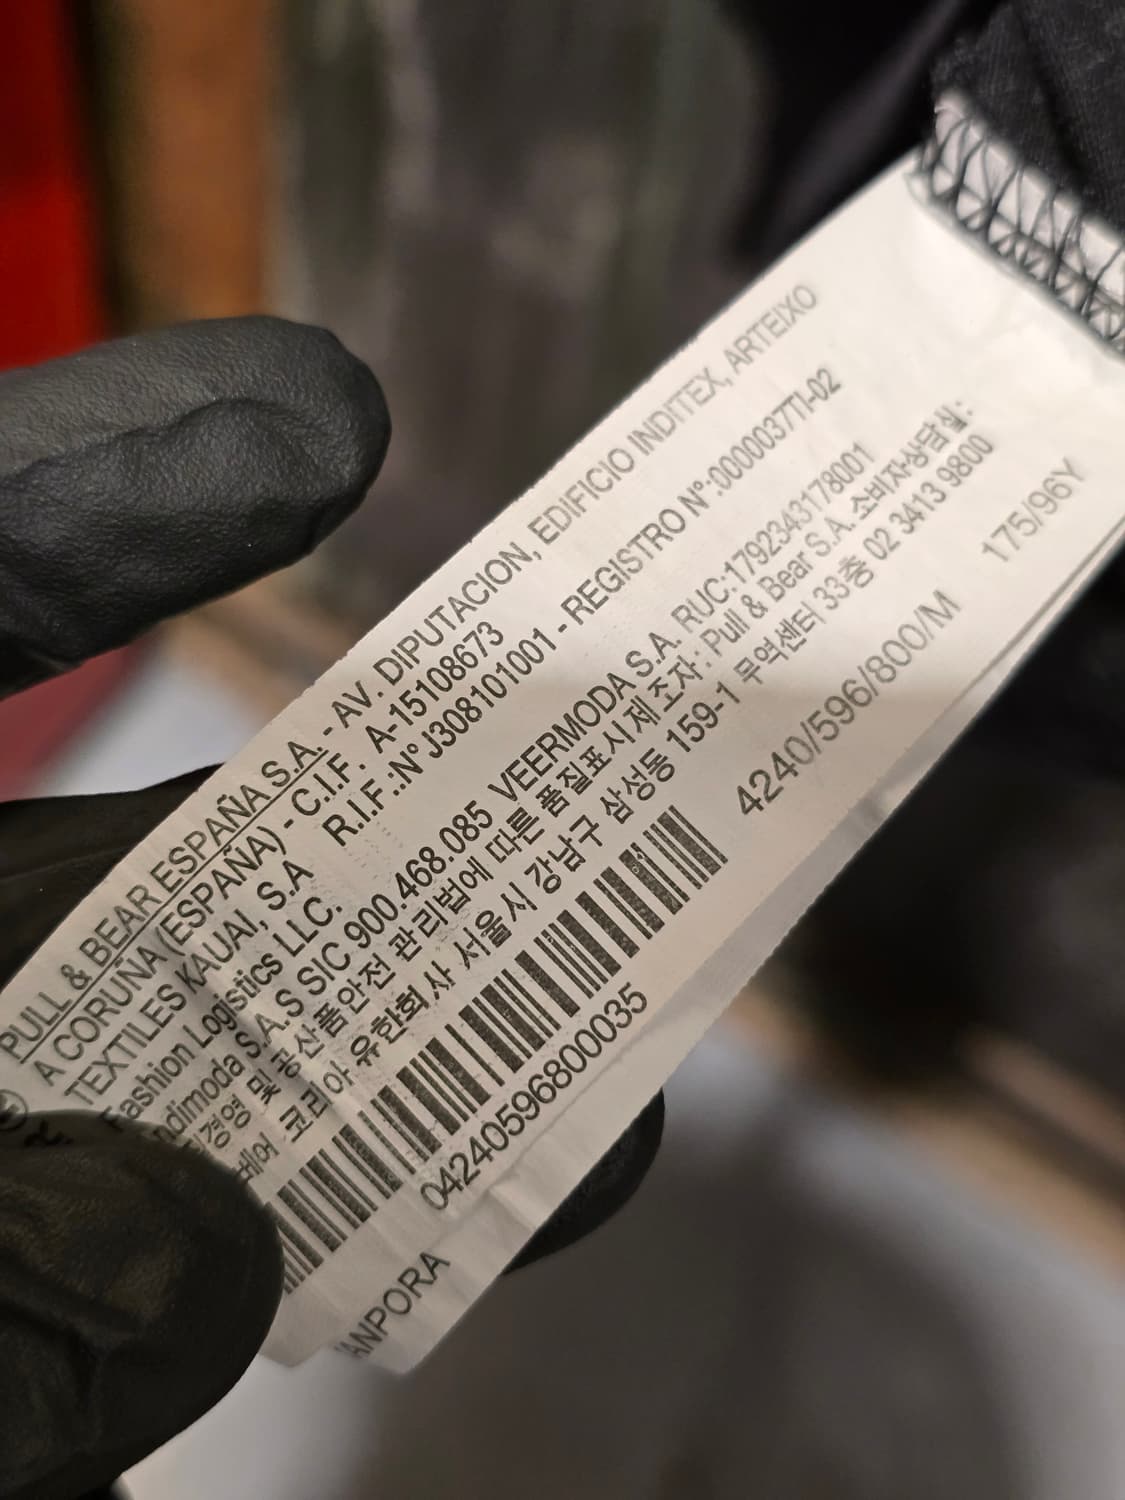 PULL & BEAR ESPAÑA S.A. - AV. DIPUTACION, EDIFICIO INDITEX, ARTEIXO
A CORUÑA (ESPAÑA) - C.I.F. A-15108673
TEXTILES KAUAI, S.A R.I.F.:N° J308101001 - REGISTRO N°:0000037TI-02
Fashion Logistics LLC.
S.A.S SIC 900.468.085 VEERMODA S.A. RUC:1792343178001
및 공산품안전 관리법에 따른 품질표시 제조자: Pull & Bear S.A. 소비자상담실:
코리아 유한회사 서울시 강남구 삼성동 159-1 무역센터 33층 02 3413 9800
4240/596/800/M 175/96Y
04240596800035